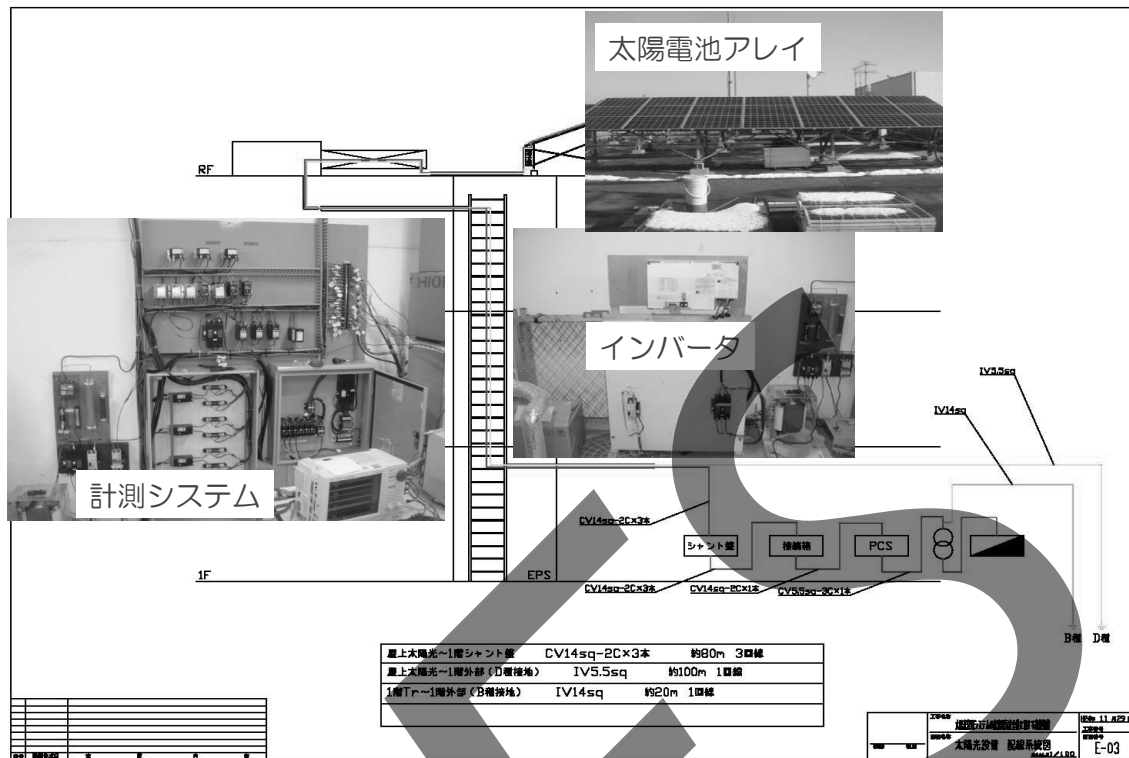 太陽電池アレイ
RF
インバータ
計測システム
IV5.5sq
IV14sq
CV14sq-2C×3本
シャント盤
接続箱
PCS
1F
EPS
CV14sq-2C×3本
CV14sq-2C×1本
CV5.5sq-3C×1本
B種
D種
屋上太陽光～1階シャント盤 CV14sq-2C×3本 約80m 3回線
屋上太陽光～1階外部(D種接地) IV5.5sq 約100m 1回線
1階Tr～1階外部(B種接地) IV14sq 約20m 1回線
工事名称
太陽光設備 配線系統図
E-03